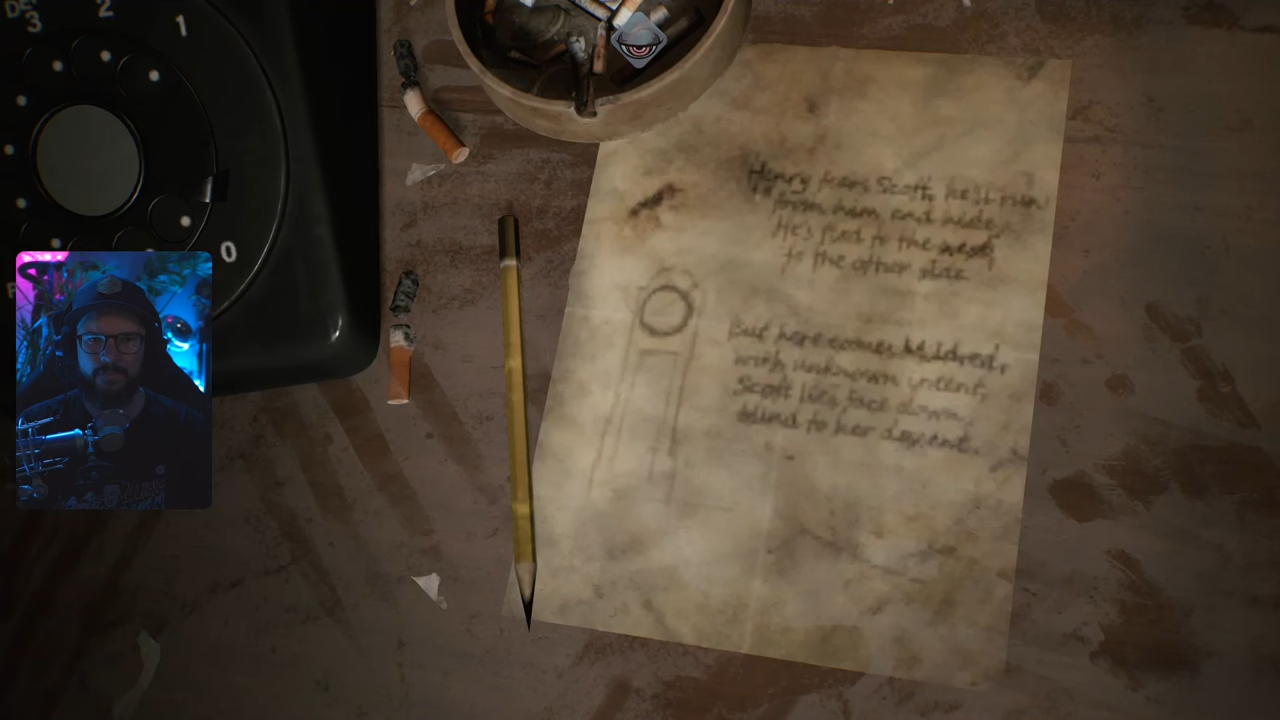 3
2
1
0
Henry fears Scott, he'll run
from him and hide,
He's fled to the west,
to the other side.
But here comes Mildred,
with unknown intent,
Scott lies face down,
blind to her